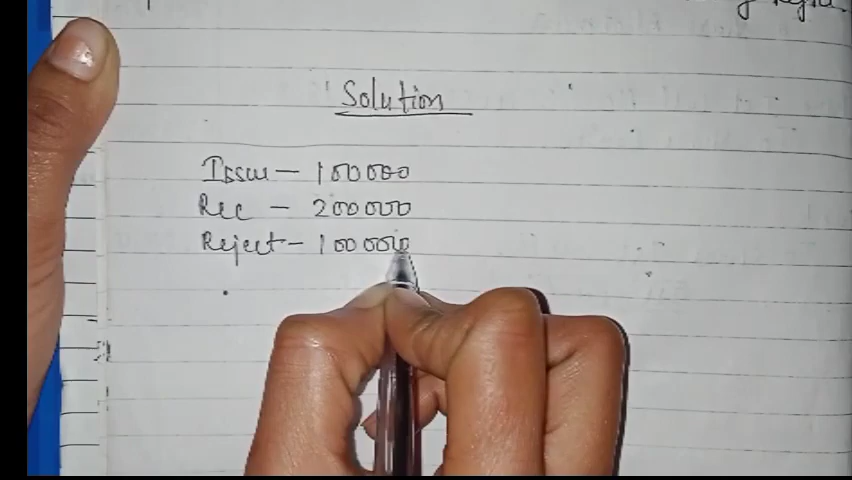 Solution
Issue - 100000
Rec - 200000
Reject - 100000